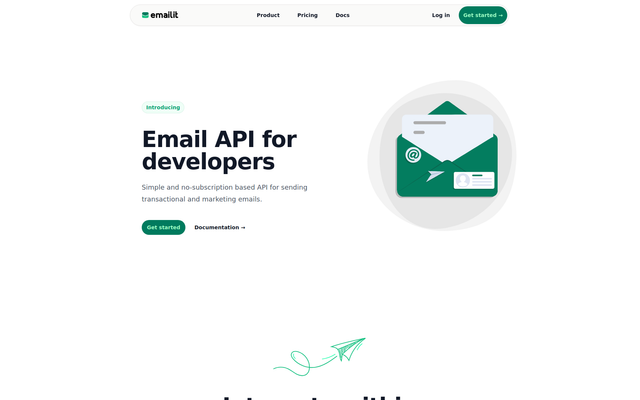 emailit
Product
Pricing
Docs
Log in
Get started →
Introducing
Email API for
developers
Simple and no-subscription based API for sending
transactional and marketing emails.
Get started
Documentation →